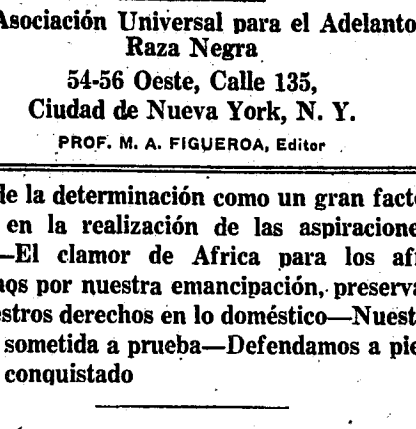 Asociación Universal para el Adelanto
Raza Negra
54-56 Oeste, Calle 135,
Ciudad de Nueva York, N. Y.
PROF. M. A. FIGUEROA, Editor
de la determinación como un gran facto
en la realización de las aspiracione
—El clamor de Africa para los afr
por nuestra emancipación, preserva
estros derechos en lo doméstico—Nuest
sometida a prueba—Defendamos a pie
conquistado